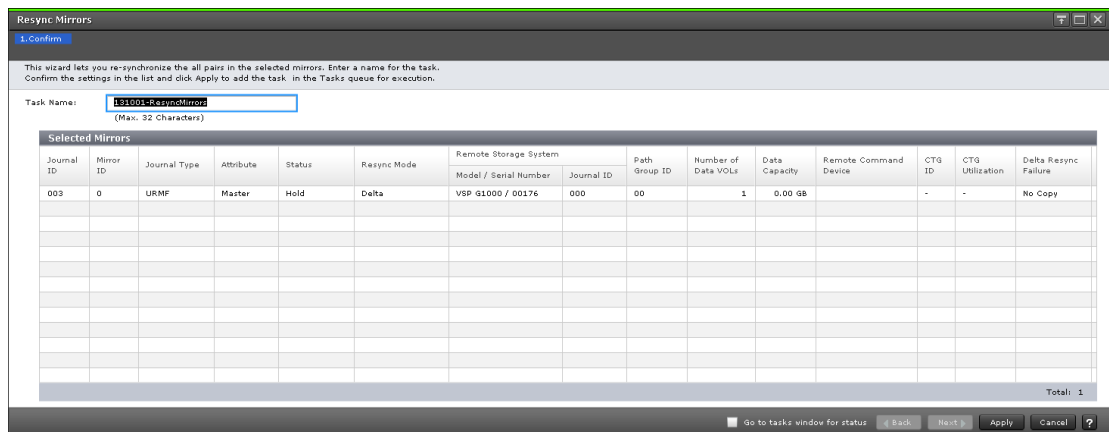 Resync Mirrors
1.Confirm
This wizard lets you re-synchronize the all pairs in the selected mirrors. Enter a name for the task.
Confirm the settings in the list and click Apply to add the task in the Tasks queue for execution.
Task Name: 131001-ResyncMirrors
(Max. 32 Characters)
Selected Mirrors
Journal ID Mirror ID Journal Type Attribute Status Resync Mode Remote Storage System Model / Serial Number Journal ID Path Group ID Number of Data VOLs Data Capacity Remote Command Device CTG ID CTG Utilization Delta Resync Failure
003 0 URMF Master Hold Delta VSP G1000 / 00176 000 00 1 0.00 GB - - No Copy
Total: 1
Go to tasks window for status Back Next Apply Cancel ?